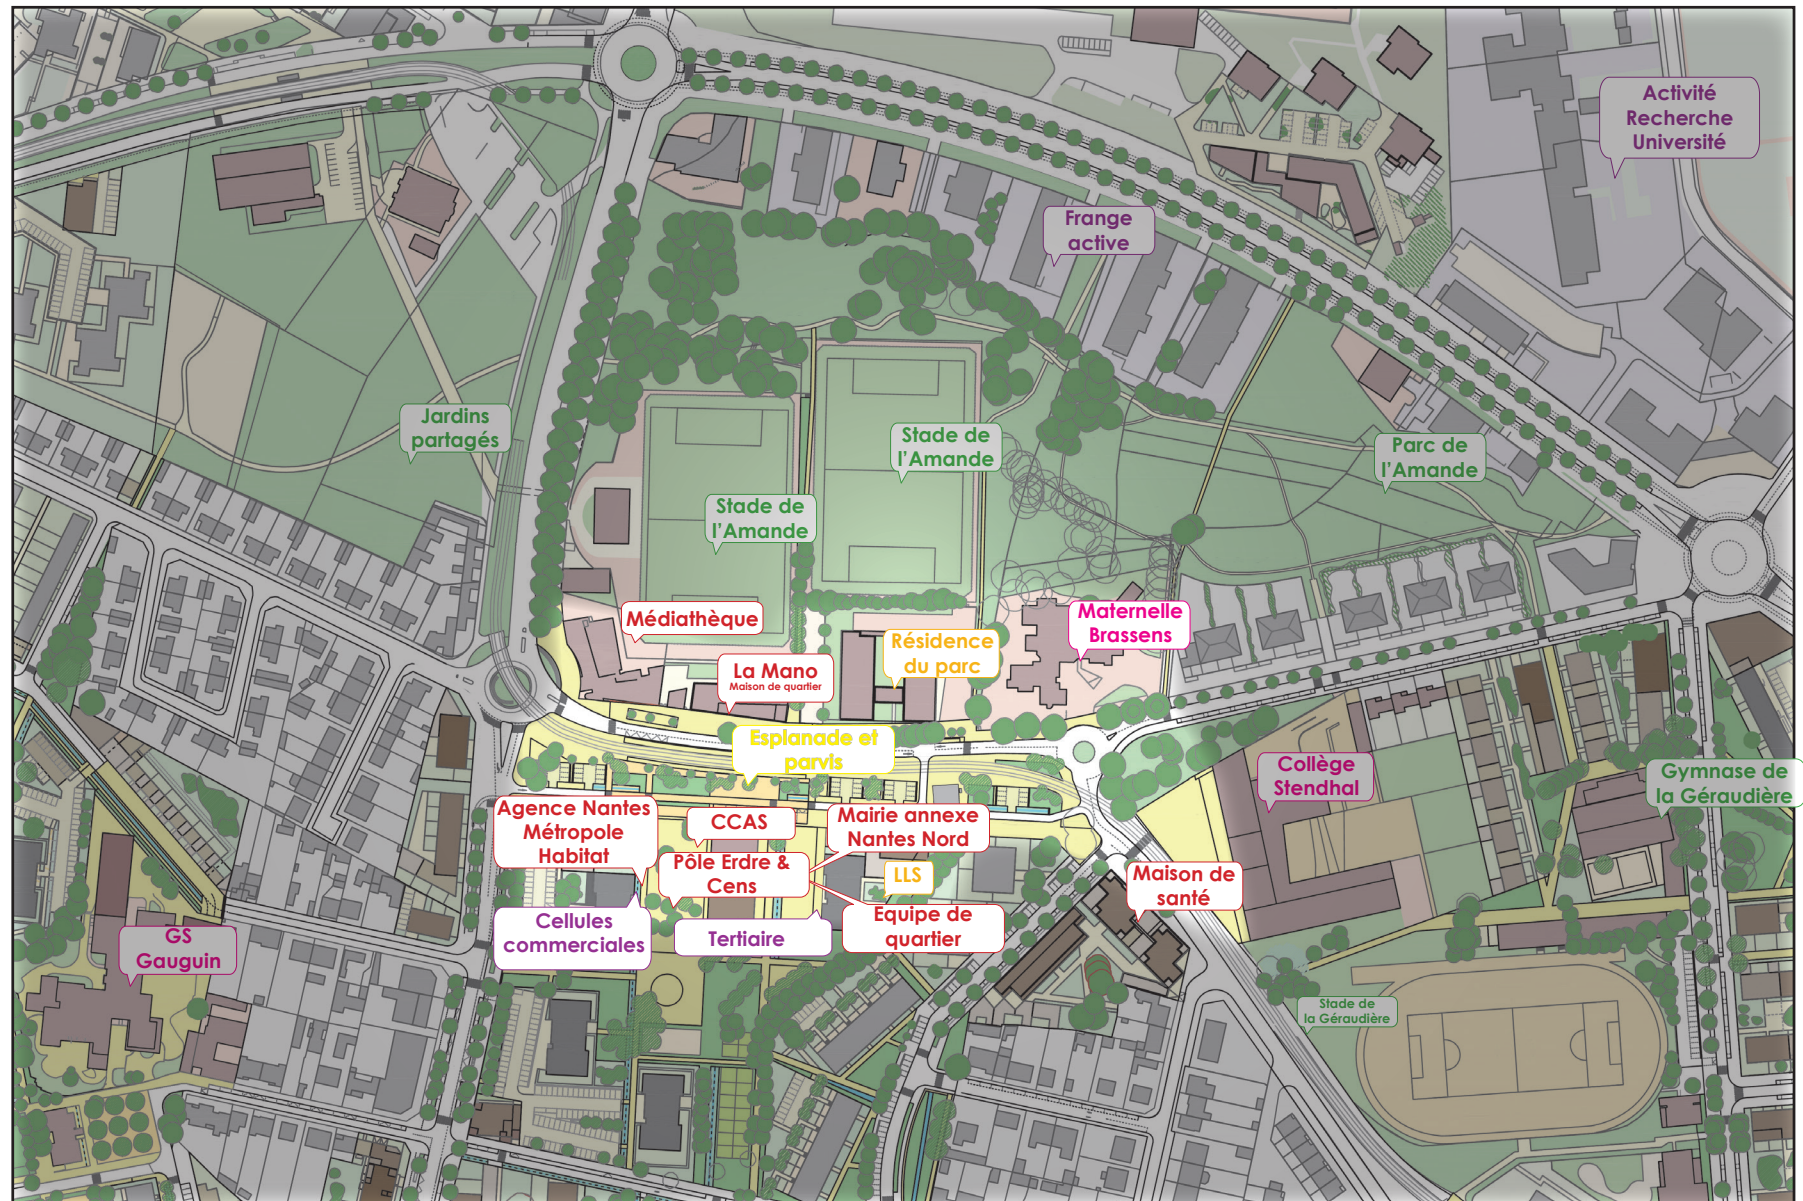 Activité
Recherche
Université
Frange
active
Jardins
partagés
Stade de
l'Amande
Parc de
l'Amande
Stade de
l'Amande
Médiathèque
Maternelle
Brassens
Résidence
du parc
La Mano
Maison de quartier
Esplanade et
parvis
Collège
Stendhal
Gymnase de
la Géraudière
Agence Nantes
Métropole
Habitat
CCAS
Mairie annexe
Nantes Nord
Pôle Erdre &
Cens
LLS
Maison de
santé
Cellules
commerciales
Tertiaire
Equipe de
quartier
GS
Gauguin
Stade de
la Géraudière